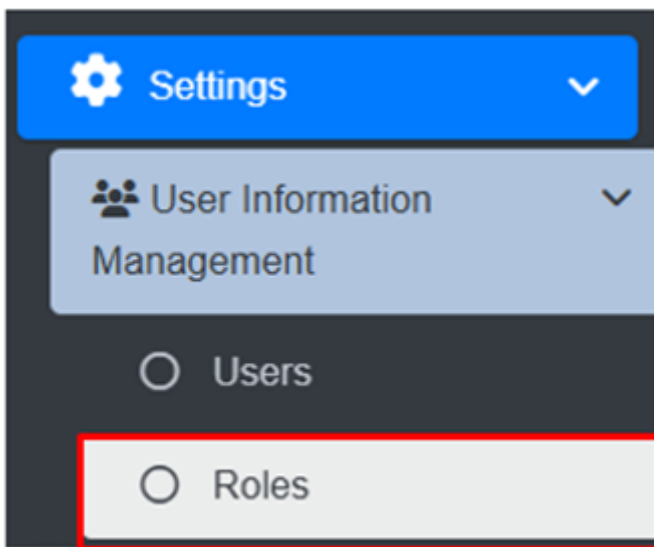 Settings
User Information
Management
Users
Roles